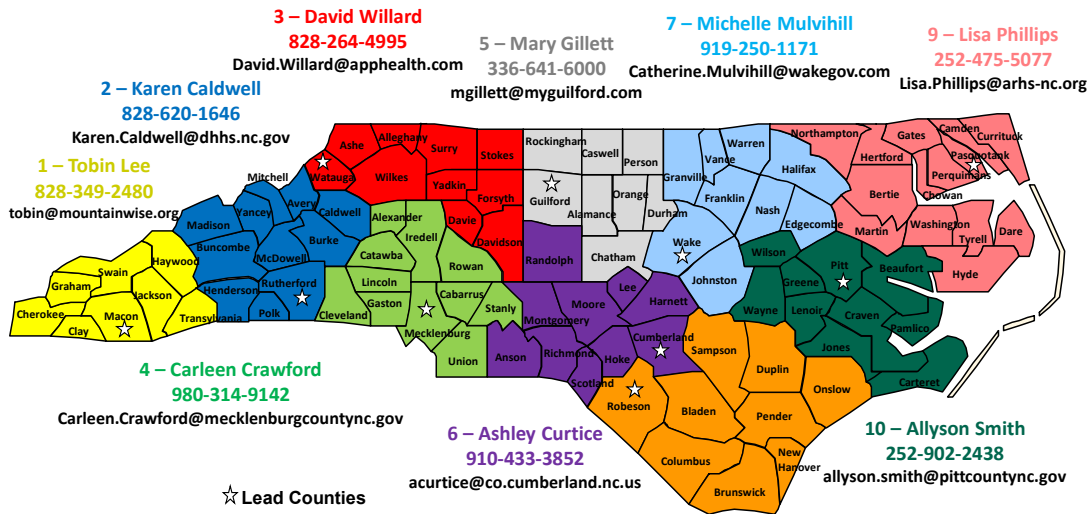 3 – David Willard
828-264-4995
David.Willard@apphealth.com
7 – Michelle Mulvihill
919-250-1171
Catherine.Mulvihill@wakegov.com
5 – Mary Gillett
336-641-6000
mgillett@myguilford.com
9 – Lisa Phillips
252-475-5077
Lisa.Phillips@arhs-nc.org
2 – Karen Caldwell
828-620-1646
Karen.Caldwell@dhhs.nc.gov
1 – Tobin Lee
828-349-2480
tobin@mountainwise.org
Ashe
Alleghany
Surry
Stokes
Rockingham
Caswell
Person
Granville
Vance
Warren
Northampton
Gates
Camden
Currituck
Pasquotank
Perquimans
Chowan
Hertford
Halifax
Bertie
Mitchell
Watauga
Wilkes
Yadkin
Forsyth
Guilford
Alamance
Orange
Durham
Franklin
Nash
Edgecombe
Martin
Washington
Tyrell
Dare
Hyde
Madison
Yancey
Avery
Caldwell
Alexander
Iredell
Davie
Davidson
Randolph
Chatham
Wake
Johnston
Wilson
Pitt
Beaufort
Buncombe
McDowell
Burke
Catawba
Rowan
Lincoln
Haywood
Swain
Graham
Jackson
Cherokee
Macon
Clay
Transylvania
Henderson
Polk
Rutherford
Cleveland
Gaston
Mecklenburg
Cabarrus
Stanly
Union
Montgomery
Moore
Lee
Harnett
Anson
Richmond
Hoke
Scotland
Cumberland
Greene
Wayne
Lenoir
Craven
Pamlico
Jones
Carteret
Sampson
Duplin
Onslow
Robeson
Bladen
Pender
Columbus
New
Hanover
Brunswick
4 – Carleen Crawford
980-314-9142
Carleen.Crawford@mecklenburgcountync.gov
6 – Ashley Curtice
910-433-3852
acurtice@co.cumberland.nc.us
10 – Allyson Smith
252-902-2438
allyson.smith@pittcountync.gov
Lead Counties